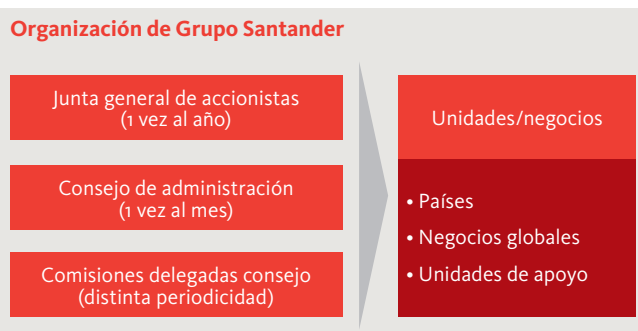 Organización de Grupo Santander
Junta general de accionistas
(1 vez al año)
Consejo de administración
(1 vez al mes)
Comisiones delegadas consejo
(distinta periodicidad)
Unidades/negocios
• Países
• Negocios globales
• Unidades de apoyo